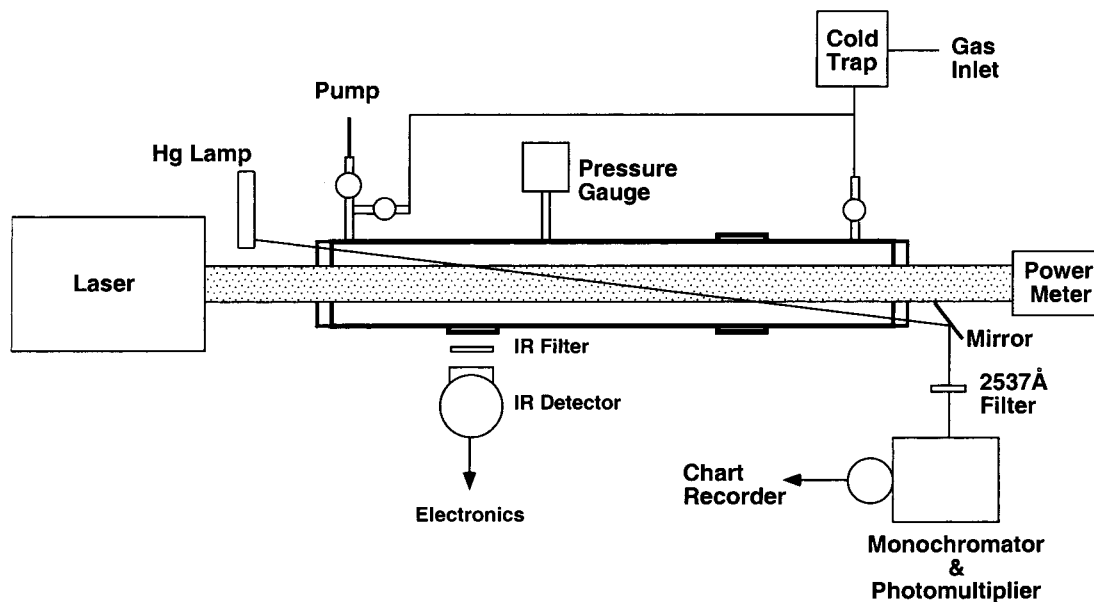 Cold
Trap
Gas
Inlet
Pump
Hg Lamp
Pressure
Gauge
Laser
Power
Meter
IR Filter
Mirror
IR Detector
2537Å
Filter
Chart
Recorder
Electronics
Monochromator
&
Photomultiplier